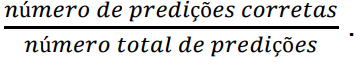 número de predições corretas
número total de predições .